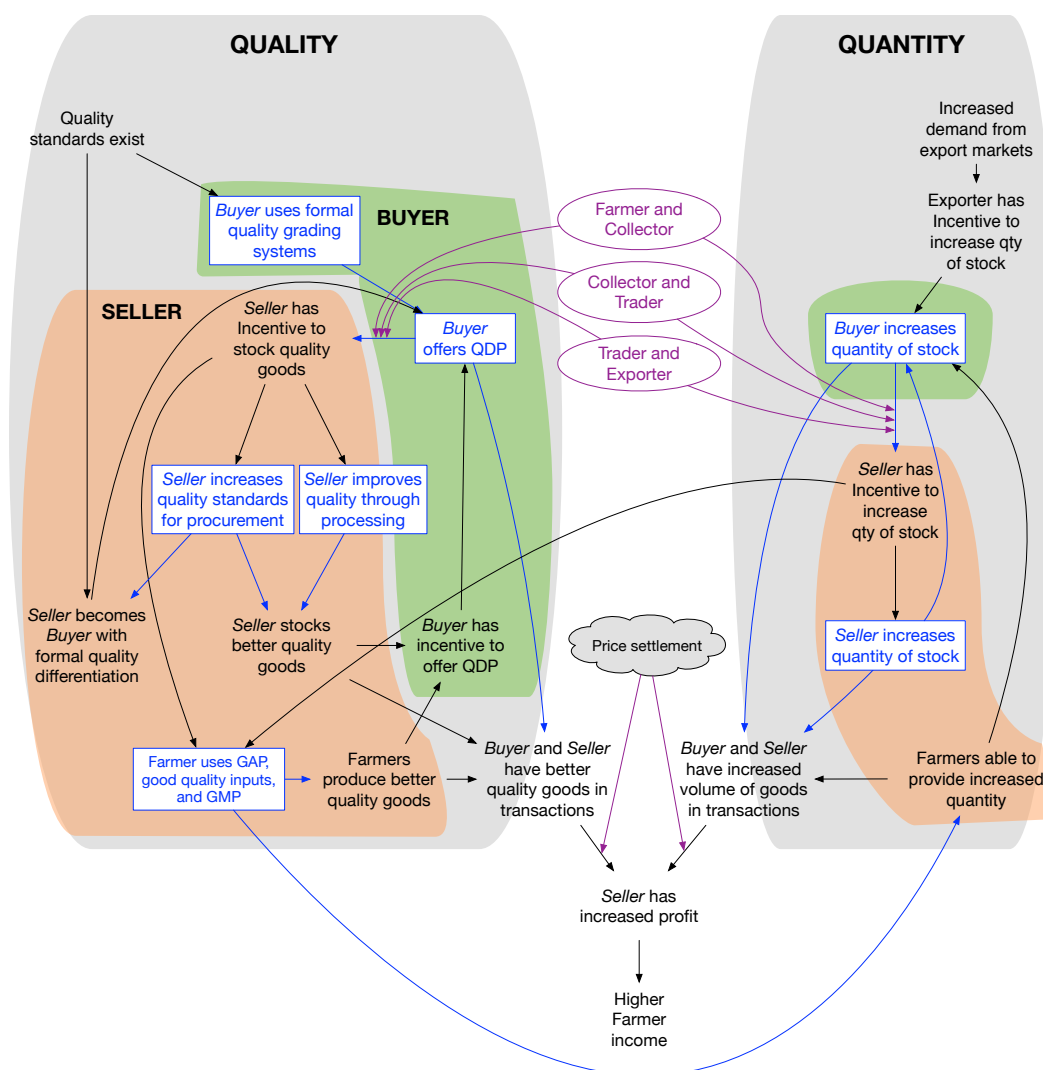 QUALITY
QUANTITY
Quality
standards exist
Increased
demand from
export markets
Buyer uses formal
quality grading
systems
BUYER
Farmer and
Collector
Exporter has
Incentive to
increase qty
of stock
Collector and
Trader
SELLER
Seller has
Incentive to
stock quality
goods
Buyer
offers QDP
Trader and
Exporter
Buyer increases
quantity of stock
Seller increases
quality standards
for procurement
Seller improves
quality through
processing
Seller has
Incentive to
increase
qty of stock
Seller becomes
Buyer with
formal quality
differentiation
Seller stocks
better quality
goods
Buyer has
incentive to
offer QDP
Price settlement
Seller increases
quantity of stock
Farmer uses GAP,
good quality inputs,
and GMP
Farmers
produce better
quality goods
Buyer and Seller
have better
quality goods in
transactions
Buyer and Seller
have increased
volume of goods
in transactions
Farmers able to
provide increased
quantity
Seller has
increased profit
Higher
Farmer
income